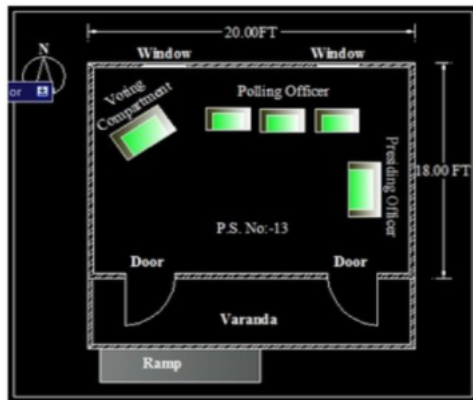 20.00FT
Window
Window
N
or
Voting
Compartment
Polling Officer
Presiding Officer
18.00 FT
P.S. No:-13
Door
Door
Varanda
Ramp